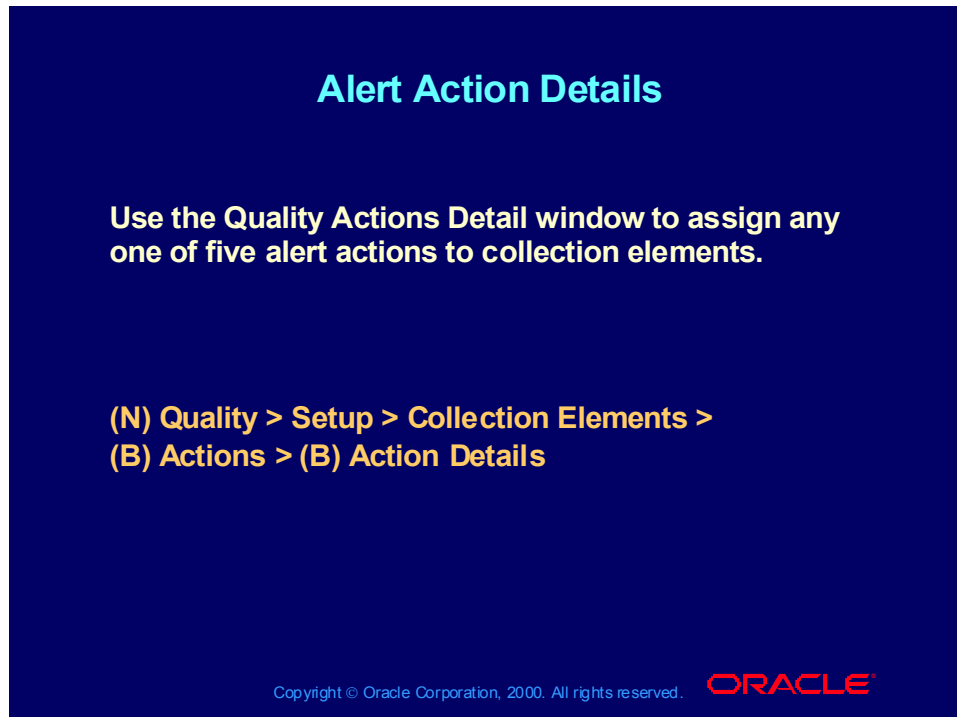 Alert Action Details
Use the Quality Actions Detail window to assign any
one of five alert actions to collection elements.
(N) Quality > Setup > Collection Elements >
(B) Actions > (B) Action Details
Copyright © Oracle Corporation, 2000. All rights reserved.
ORACLE®